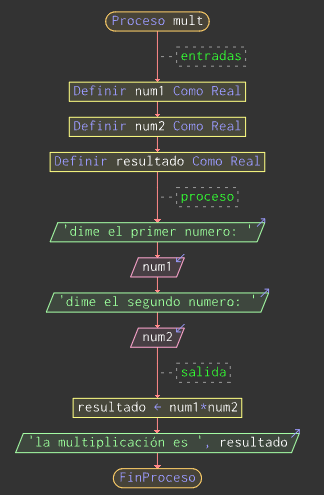 Proceso mult
entradas
Definir num1 Como Real
Definir num2 Como Real
Definir resultado Como Real
proceso
'dime el primer numero: '
num1
'dime el segundo numero: '
num2
salida
resultado ← num1*num2
'la multiplicación es ', resultado
FinProceso